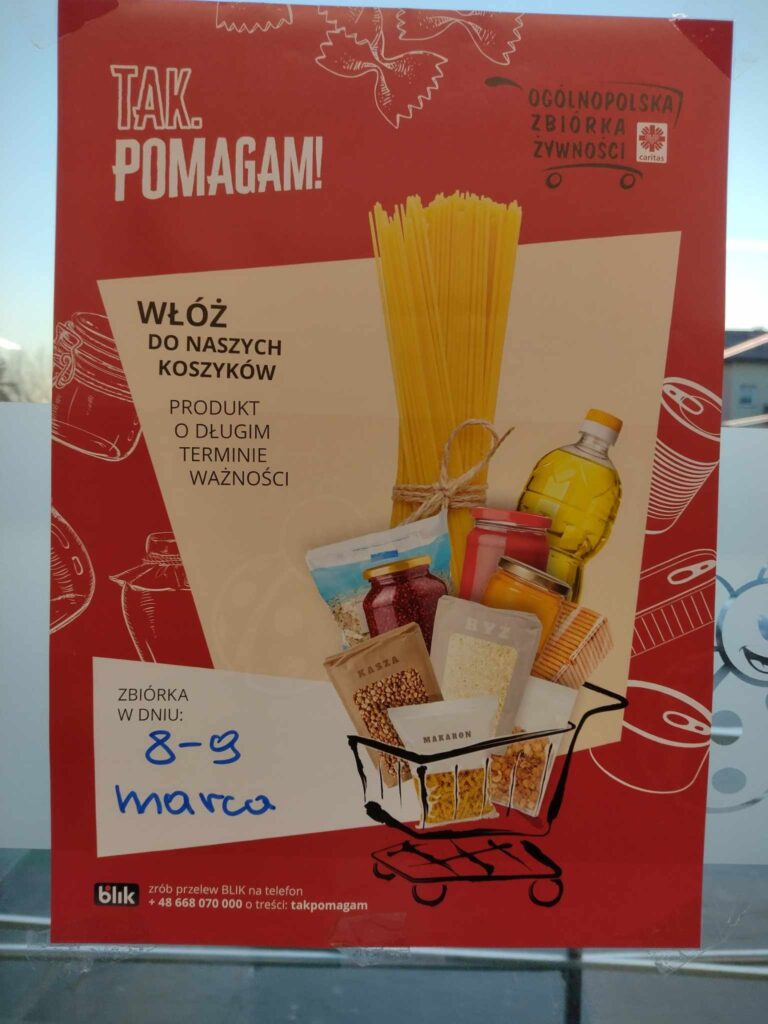 TAK.
POMAGAM!
OGÓLNOPOLSKA
ZBIÓRKA
ŻYWNOŚCI
caritas
WŁÓŻ
DO NASZYCH
KOSZYKÓW
PRODUKT
O DŁUGIM
TERMINIE
WAŻNOŚCI
RYŻ
KASZA
MAKARON
ZBIÓRKA
W DNIU:
8-9
marca
blik
zrób przelew BLIK na telefon
+ 48 668 070 000 o treści: takpomagam